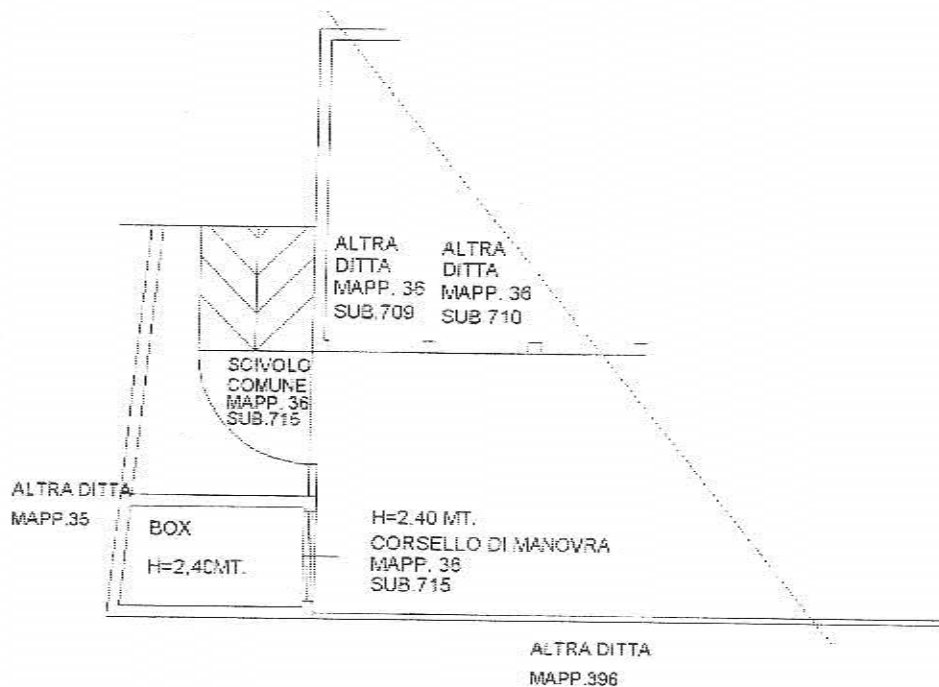 ALTRA
DITTA
MAPP. 36
SUB.709
ALTRA
DITTA
MAPP. 36
SUB 710
SCIVOLO
COMUNE
MAPP. 36
SUB.715
ALTRA DITTA
MAPP.35
BOX
H=2,40MT.
H=2.40 MT.
CORSELLO DI MANOVRA
MAPP. 36
SUB.715
ALTRA DITTA
MAPP.396